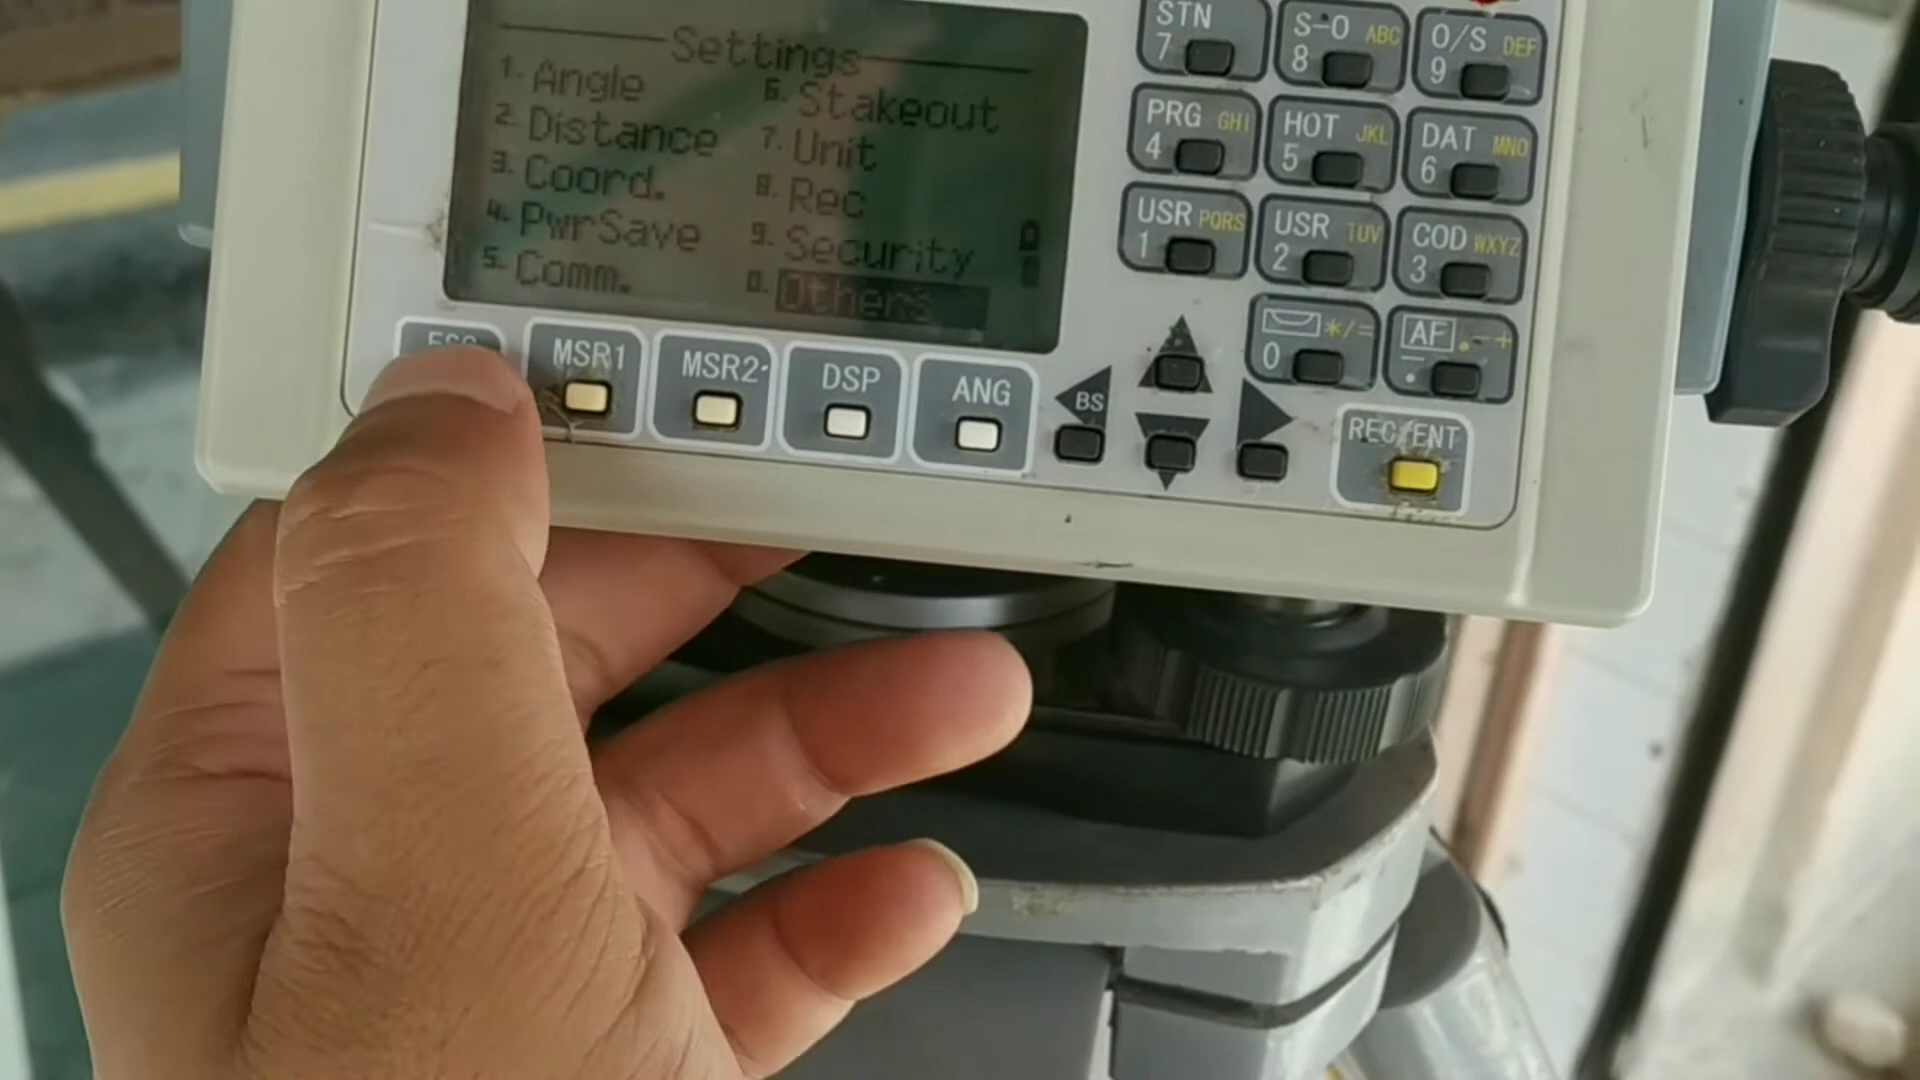 Settings
1. Angle
2. Distance
3. Coord.
4. PwrSave
5. Comm.
6. Stakeout
7. Unit
8. Rec
9. Security
0. Others
STN
7
S-O ABC
8
O/S DEF
9
PRG GHI
4
HOT JKL
5
DAT MNO
6
USR PQRS
1
USR TUV
2
COD WXYZ
3
*/=
0
AF .-+
.
ESC
MSR1
MSR2
DSP
ANG
BS
REC/ENT